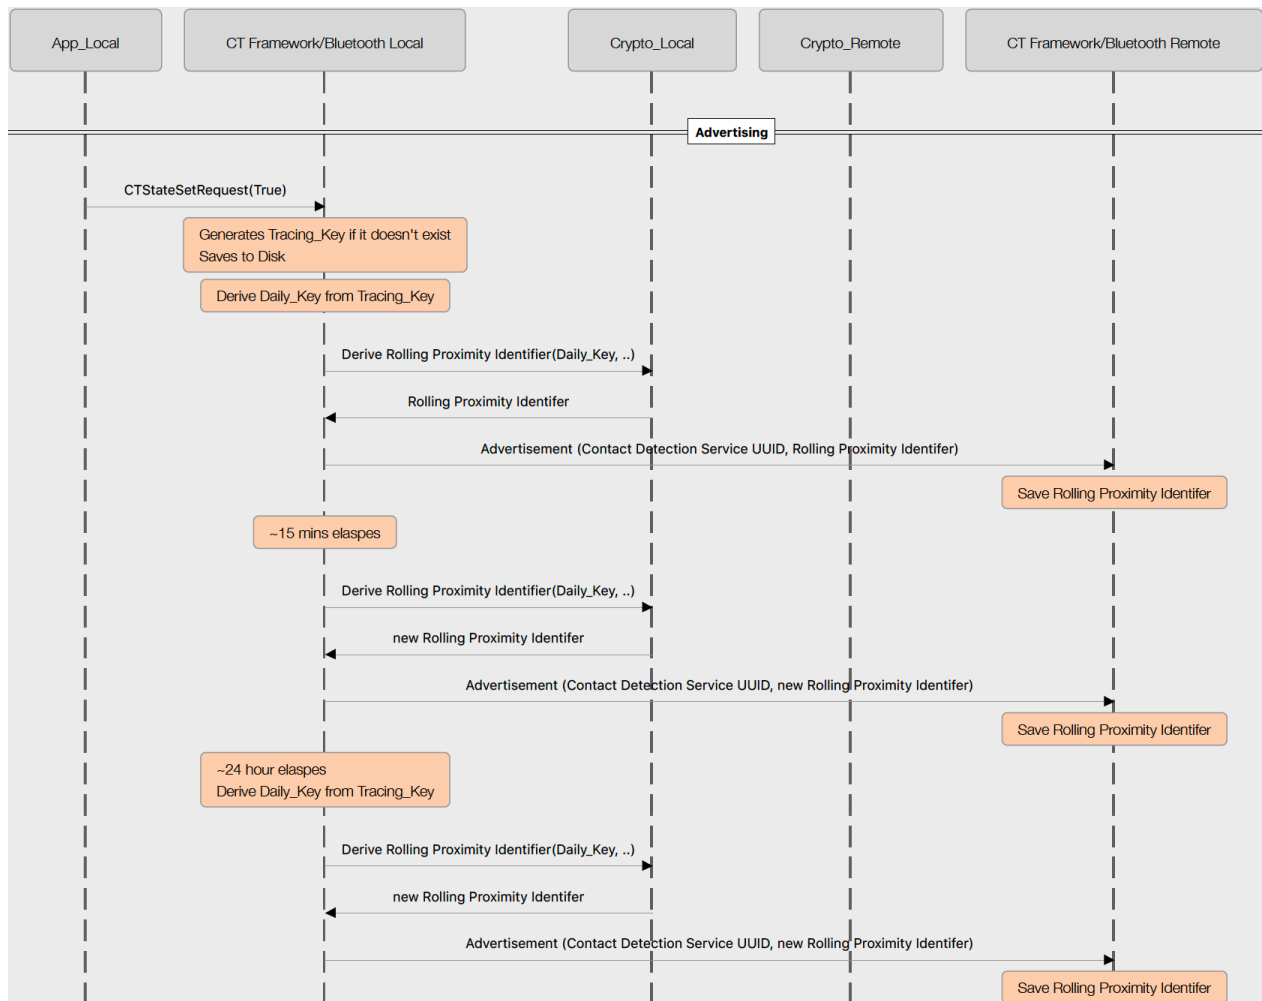 App_Local
CT Framework/Bluetooth Local
Crypto_Local
Crypto_Remote
CT Framework/Bluetooth Remote
Advertising
CTStateSetRequest(True)
Generates Tracing_Key if it doesn't exist
Saves to Disk
Derive Daily_Key from Tracing_Key
Derive Rolling Proximity Identifier(Daily_Key, ..)
Rolling Proximity Identifer
Advertisement (Contact Detection Service UUID, Rolling Proximity Identifer)
Save Rolling Proximity Identifer
~15 mins elaspes
Derive Rolling Proximity Identifier(Daily_Key, ..)
new Rolling Proximity Identifer
Advertisement (Contact Detection Service UUID, new Rolling Proximity Identifer)
Save Rolling Proximity Identifer
~24 hour elaspes
Derive Daily_Key from Tracing_Key
Derive Rolling Proximity Identifier(Daily_Key, ..)
new Rolling Proximity Identifer
Advertisement (Contact Detection Service UUID, new Rolling Proximity Identifer)
Save Rolling Proximity Identifer